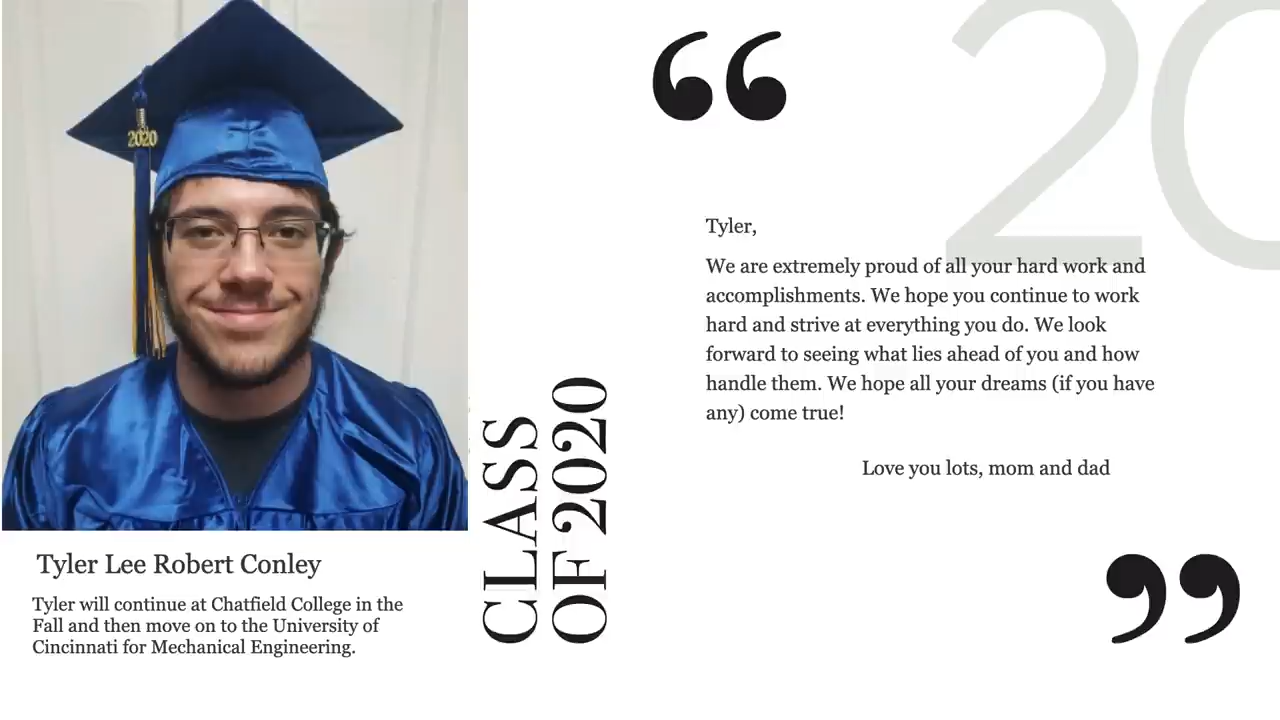 2020
Tyler Lee Robert Conley
Tyler will continue at Chatfield College in the
Fall and then move on to the University of
Cincinnati for Mechanical Engineering.
CLASS
OF 2020
“
20
Tyler,
We are extremely proud of all your hard work and
accomplishments. We hope you continue to work
hard and strive at everything you do. We look
forward to seeing what lies ahead of you and how
handle them. We hope all your dreams (if you have
any) come true!
Love you lots, mom and dad
”